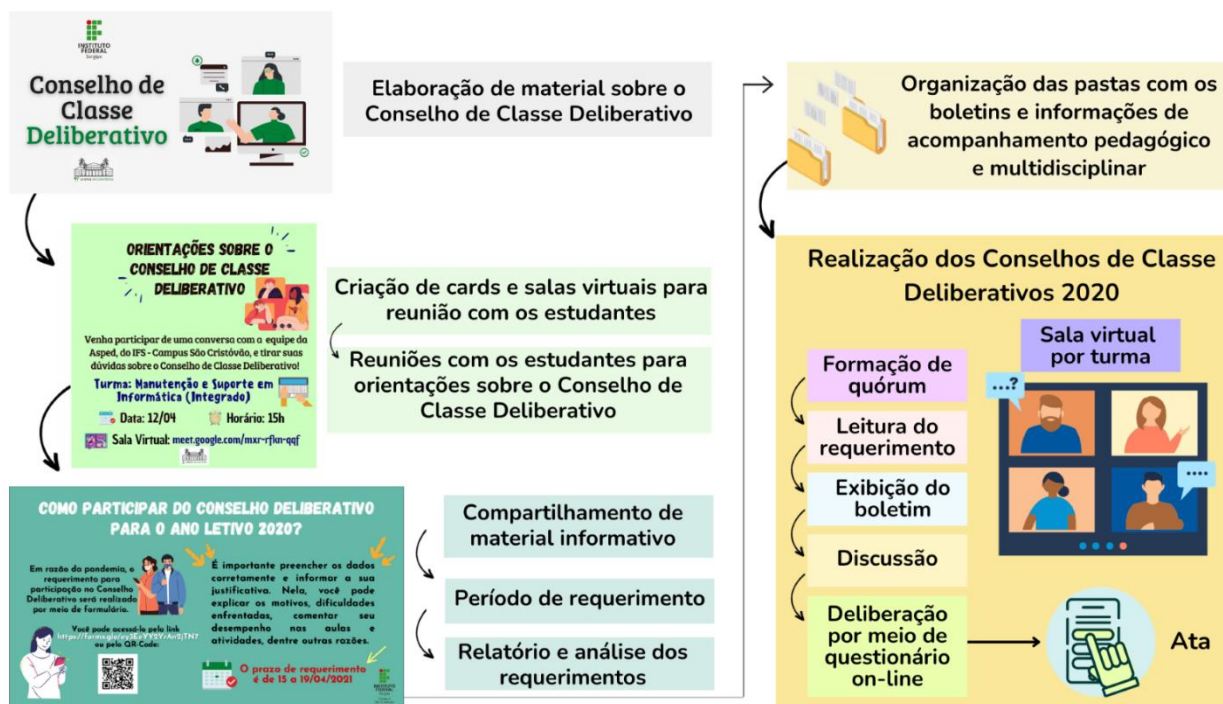 INSTITUTO
FEDERAL
Sergipe
Conselho de
Classe
Deliberativo
Elaboração de material sobre o
Conselho de Classe Deliberativo
ORIENTAÇÕES SOBRE O
CONSELHO DE CLASSE
DELIBERATIVO
Venha participar de uma conversa com a equipe da
Asped, do IFS - Campus São Cristóvão, e tirar suas
dúvidas sobre o Conselho de Classe Deliberativo!
Turma: Manutenção e Suporte em
Informática (Integrado)
Data: 12/04
Horário: 15h
Sala Virtual: meet.google.com/mxr-rfkn-qqf
Criação de cards e salas virtuais para
reunião com os estudantes
Reuniões com os estudantes para
orientações sobre o Conselho de
Classe Deliberativo
COMO PARTICIPAR DO CONSELHO DELIBERATIVO
PARA O ANO LETIVO 2020?
Em razão da pandemia, o
requerimento para
participação no Conselho
Deliberativo será realizado
por meio de formulário.
Você pode acessá-lo pelo link
ou pelo QR-Code:
É importante preencher os dados
corretamente e informar a sua
justificativa. Nela, você pode
explicar os motivos, dificuldades
enfrentadas, comentar seu
desempenho nas aulas e
atividades, dentre outras razões.
O prazo de requerimento
é de 15 a 19/04/2021
INSTITUTO
FEDERAL
Compartilhamento de
material informativo
Período de requerimento
Relatório e análise dos
requerimentos
Organização das pastas com os
boletins e informações de
acompanhamento pedagógico
e multidisciplinar
Realização dos Conselhos de Classe
Deliberativos 2020
Sala virtual
por turma
...?
....
Formação de
quórum
Leitura do
requerimento
Exibição do
boletim
Discussão
Deliberação
por meio de
questionário
on-line
Ata